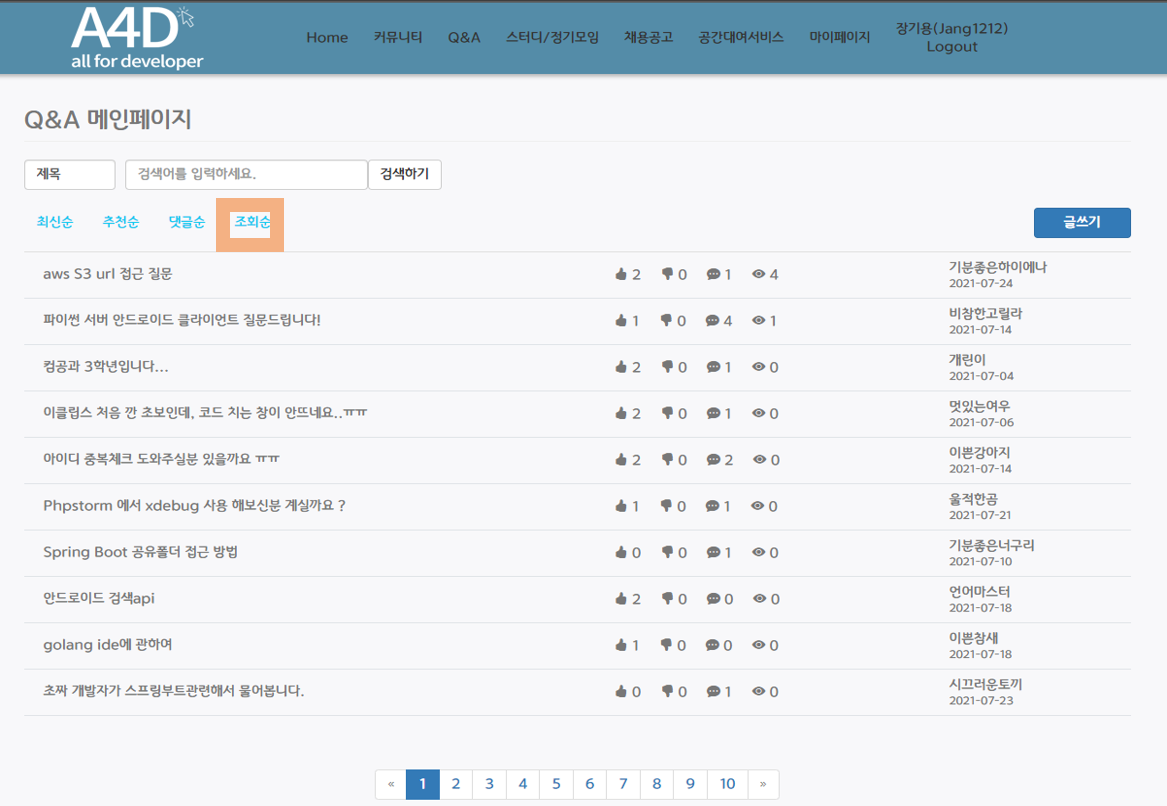 A4D
all for developer
Home 커뮤니티 Q&A 스터디/정기모임 채용공고 공간대여서비스 마이페이지 장기용(Jang1212)
Logout
Q&A 메인페이지
제목 검색어를 입력하세요. 검색하기
최신순 추천순 댓글순 조회순 글쓰기
aws S3 url 접근 질문 2 0 1 4 기분좋은하이에나
2021-07-24
파이썬 서버 안드로이드 클라이언트 질문드립니다! 1 0 4 1 비참한고릴라
2021-07-14
컴공과 3학년입니다... 2 0 1 0 개린이
2021-07-04
이클립스 처음 깐 초보인데, 코드 치는 창이 안뜨네요..ㅠㅠ 2 0 1 0 멋있는여우
2021-07-06
아이디 중복체크 도와주실분 있을까요 ㅠㅠ 2 0 2 0 이쁜강아지
2021-07-14
Phpstorm 에서 xdebug 사용 해보신분 계실까요 ? 1 0 1 0 울적한곰
2021-07-21
Spring Boot 공유폴더 접근 방법 0 0 1 0 기분좋은너구리
2021-07-10
안드로이드 검색api 2 0 0 0 언어마스터
2021-07-18
golang ide에 관하여 1 0 0 0 이쁜참새
2021-07-18
초짜 개발자가 스프링부트관련해서 물어봅니다. 0 0 1 0 시끄러운토끼
2021-07-23
« 1 2 3 4 5 6 7 8 9 10 »